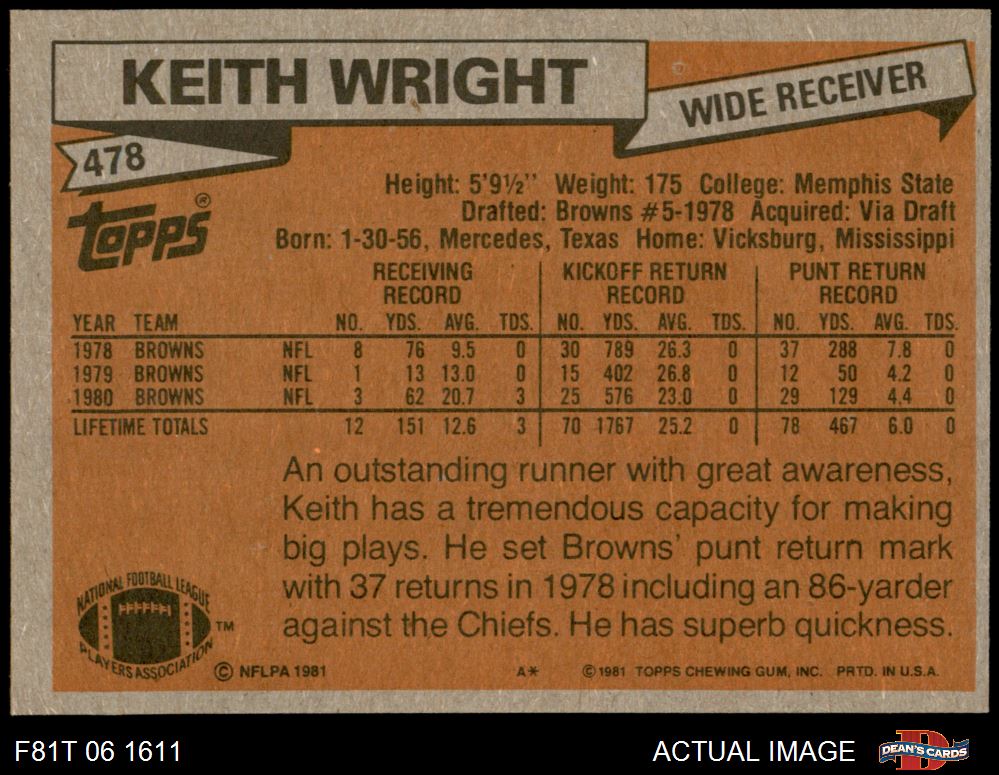 KEITH WRIGHT
WIDE RECEIVER
478
TOPPS®
Height: 5'9½'' Weight: 175 College: Memphis State
Drafted: Browns #5-1978 Acquired: Via Draft
Born: 1-30-56, Mercedes, Texas Home: Vicksburg, Mississippi
RECEIVING RECORD KICKOFF RETURN RECORD PUNT RETURN RECORD
YEAR TEAM NO. YDS. AVG. TDS. NO. YDS. AVG. TDS. NO. YDS. AVG. TDS.
1978 BROWNS NFL 8 76 9.5 0 30 789 26.3 0 37 288 7.8 0
1979 BROWNS NFL 1 13 13.0 0 15 402 26.8 0 12 50 4.2 0
1980 BROWNS NFL 3 62 20.7 3 25 576 23.0 0 29 129 4.4 0
LIFETIME TOTALS 12 151 12.6 3 70 1767 25.2 0 78 467 6.0 0
An outstanding runner with great awareness,
Keith has a tremendous capacity for making
big plays. He set Browns' punt return mark
with 37 returns in 1978 including an 86-yarder
against the Chiefs. He has superb quickness.
NATIONAL FOOTBALL LEAGUE
PLAYERS ASSOCIATION
TM
© NFLPA 1981 A* © 1981 TOPPS CHEWING GUM, INC. PRTD. IN U.S.A.
F81T 06 1611 ACTUAL IMAGE DEAN'S CARDS